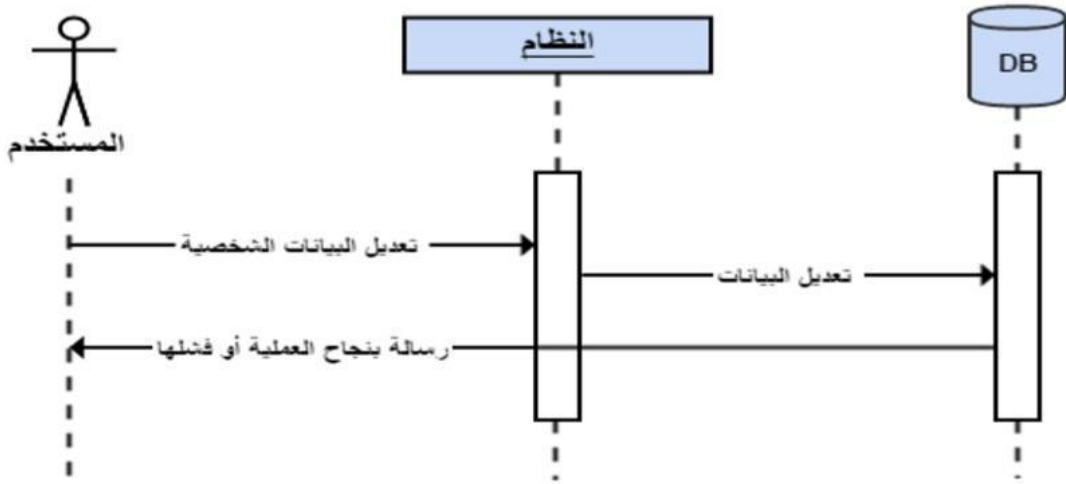 النظام
DB
المستخدم
تعديل البيانات الشخصية
تعديل البيانات
رسالة بنجاح العملية أو فشلها